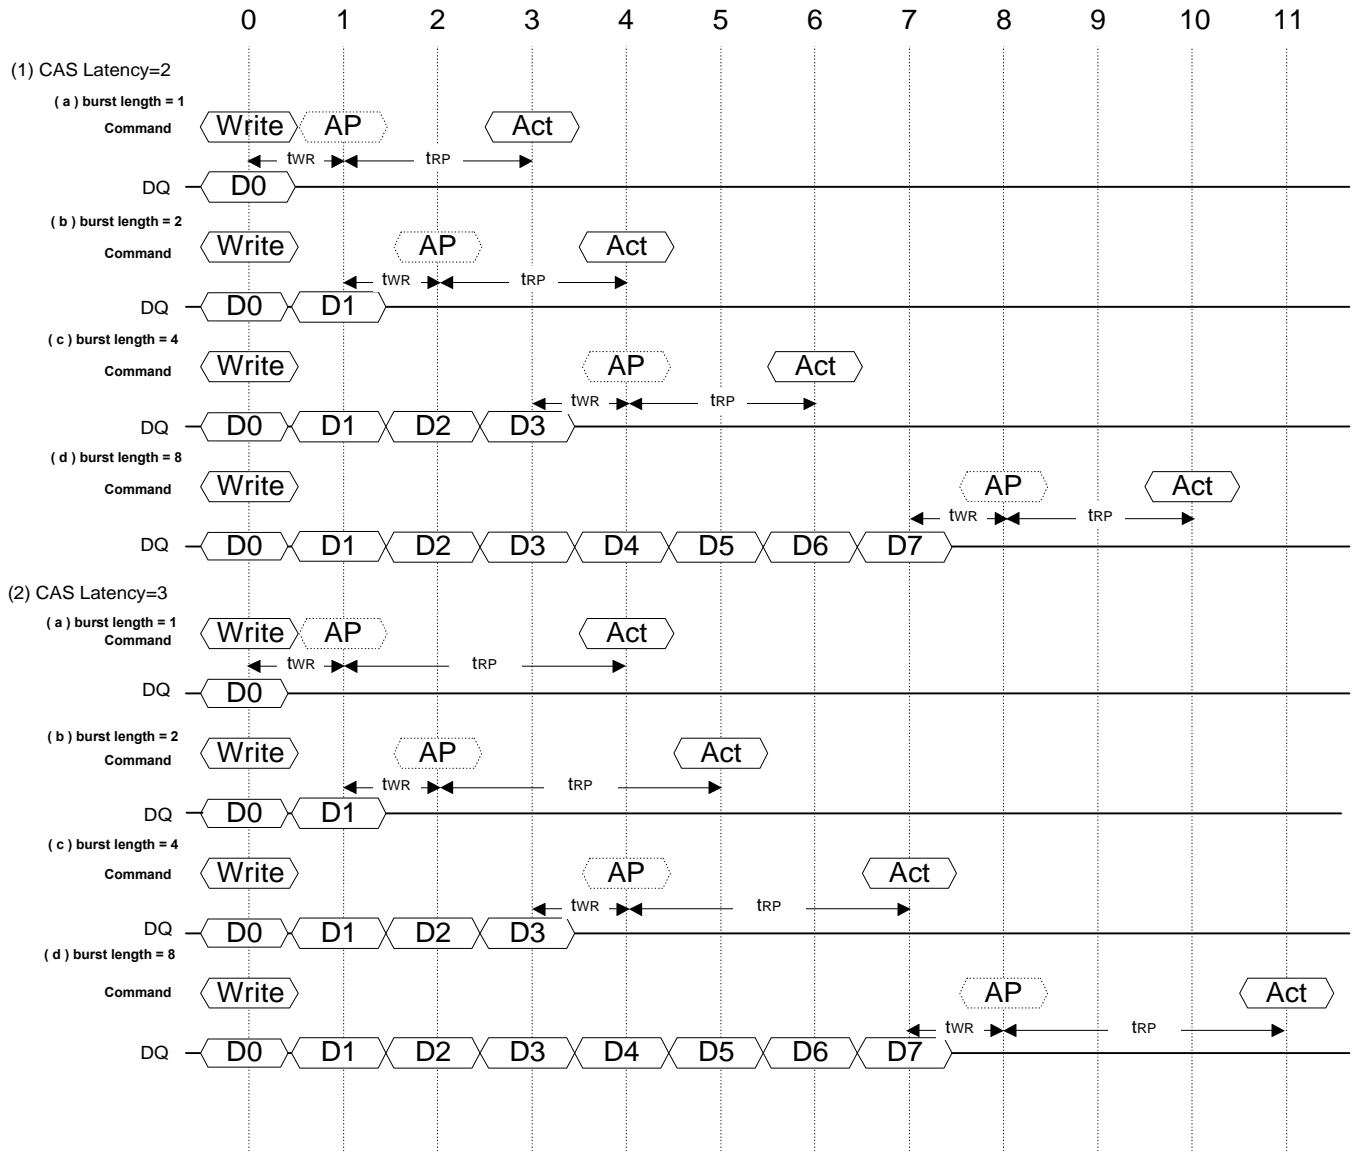 0 1 2 3 4 5 6 7 8 9 10 11
(1) CAS Latency=2
( a ) burst length = 1
Command Write AP Act
tWR tRP
DQ D0
( b ) burst length = 2
Command Write AP Act
tWR tRP
DQ D0 D1
( c ) burst length = 4
Command Write AP Act
tWR tRP
DQ D0 D1 D2 D3
( d ) burst length = 8
Command Write AP Act
tWR tRP
DQ D0 D1 D2 D3 D4 D5 D6 D7
(2) CAS Latency=3
( a ) burst length = 1
Command Write AP Act
tWR tRP
DQ D0
( b ) burst length = 2
Command Write AP Act
tWR tRP
DQ D0 D1
( c ) burst length = 4
Command Write AP Act
tWR tRP
DQ D0 D1 D2 D3
( d ) burst length = 8
Command Write AP Act
tWR tRP
DQ D0 D1 D2 D3 D4 D5 D6 D7